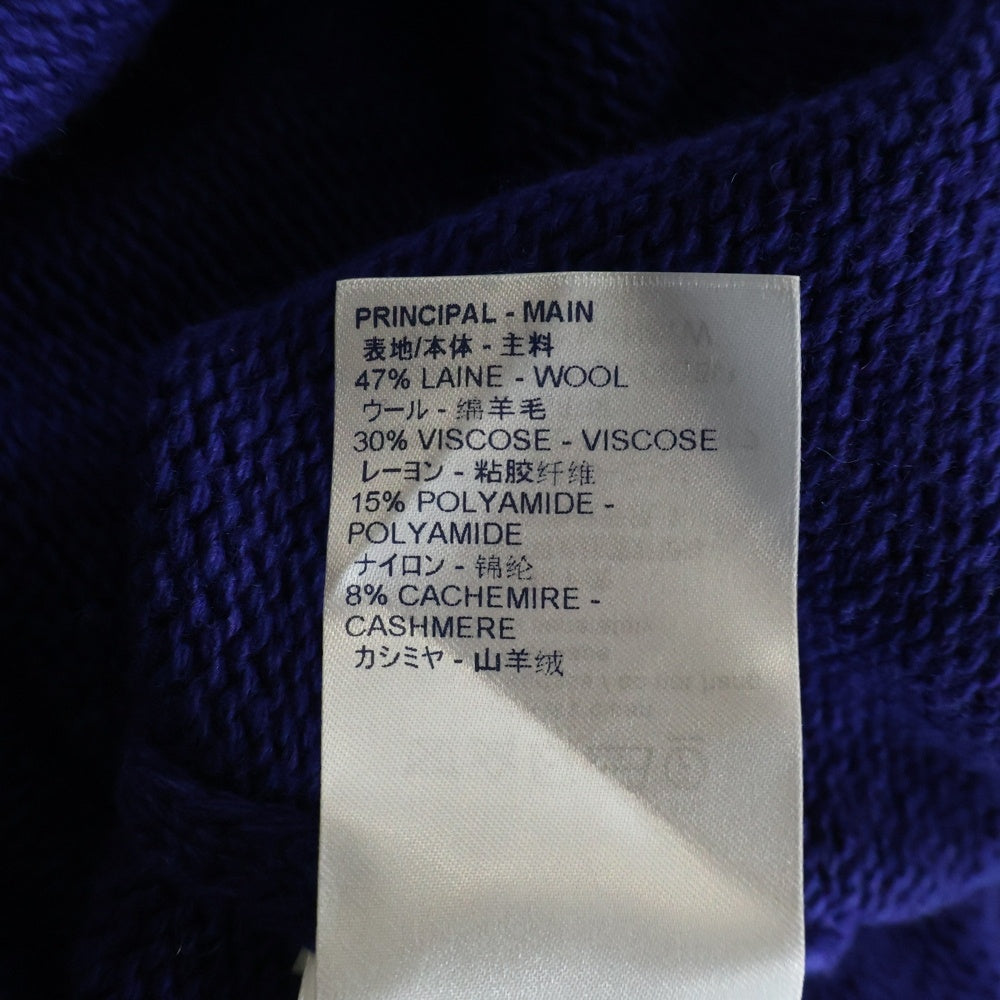 PRINCIPAL - MAIN
表地/本体 - 主料
47% LAINE - WOOL
ウール - 绵羊毛
30% VISCOSE - VISCOSE
レーヨン - 粘胶纤维
15% POLYAMIDE -
POLYAMIDE
ナイロン - 锦纶
8% CACHEMIRE -
CASHMERE
カシミヤ - 山羊绒